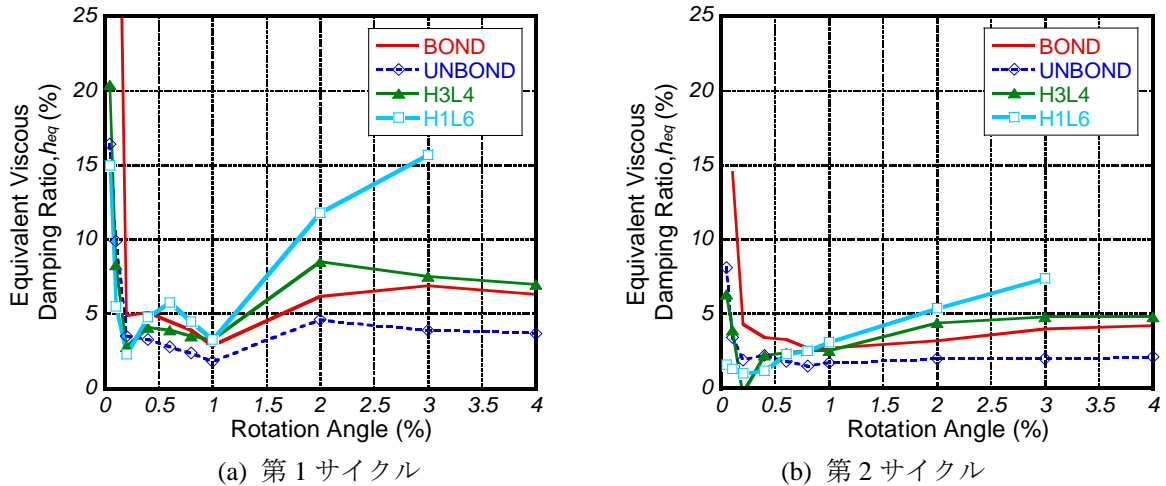 Equivalent Viscous
Damping Ratio,heq (%)
25
20
15
10
5
0
BOND
UNBOND
H3L4
H1L6
0 0.5 1 1.5 2 2.5 3 3.5 4
Rotation Angle (%)
(a) 第 1 サイクル
Equivalent Viscous
Damping Ratio,heq (%)
25
20
15
10
5
0
BOND
UNBOND
H3L4
H1L6
0 0.5 1 1.5 2 2.5 3 3.5 4
Rotation Angle (%)
(b) 第 2 サイクル